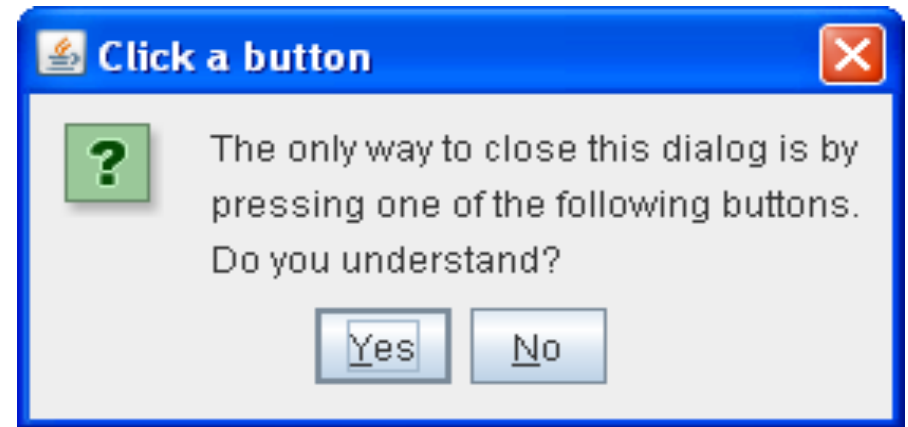 Click a button
?
The only way to close this dialog is by
pressing one of the following buttons.
Do you understand?
Yes No